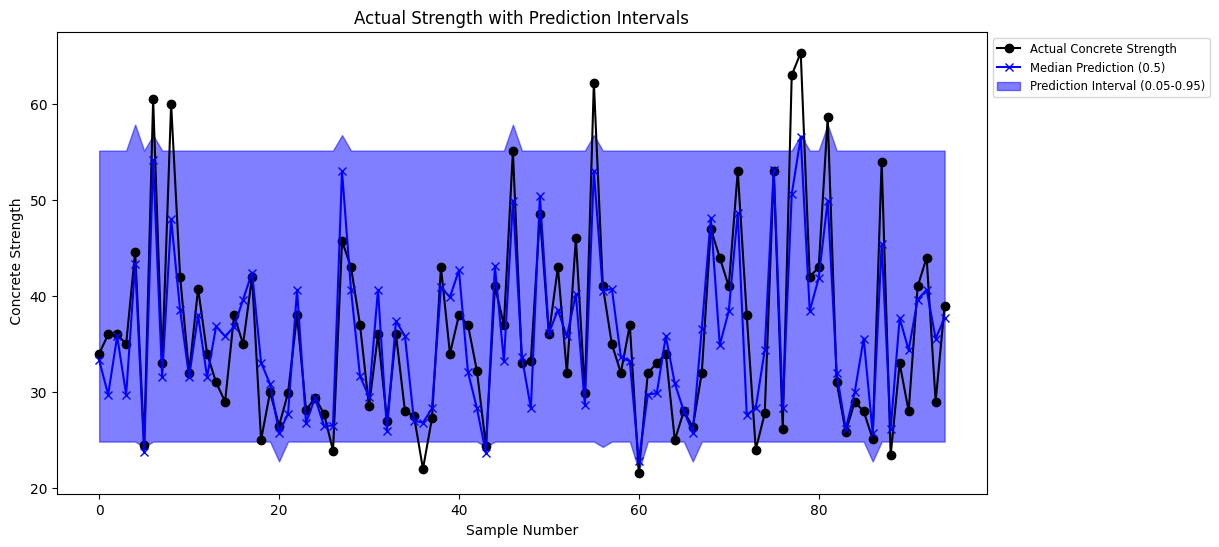 Actual Strength with Prediction Intervals
Actual Concrete Strength
Median Prediction (0.5)
Prediction Interval (0.05-0.95)
Concrete Strength
60
50
40
30
20
0
20
40
60
80
Sample Number